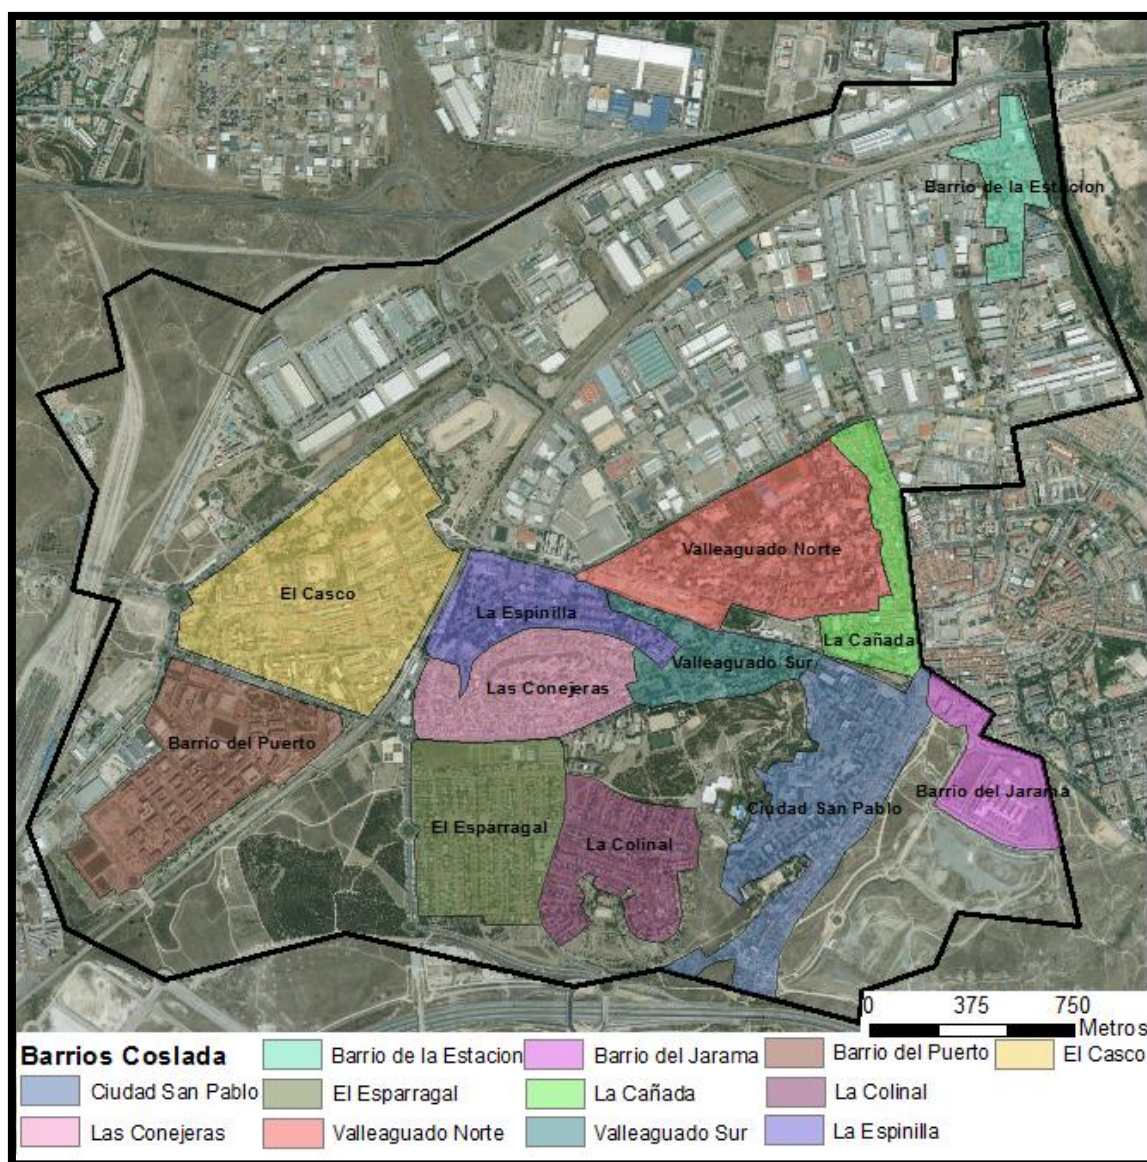 Barrio de la Estacion
Valleaguado Norte
El Casco
La Espinilla
La Cañada
Valleaguado Sur
Las Conejeras
Barrio del Puerto
Barrio del Jarama
Ciudad San Pablo
El Esparragal
La Colinal
0 375 750
Metros
Barrios Coslada
Barrio de la Estacion
Barrio del Jarama
Barrio del Puerto
El Casco
Ciudad San Pablo
El Esparragal
La Cañada
La Colinal
Las Conejeras
Valleaguado Norte
Valleaguado Sur
La Espinilla